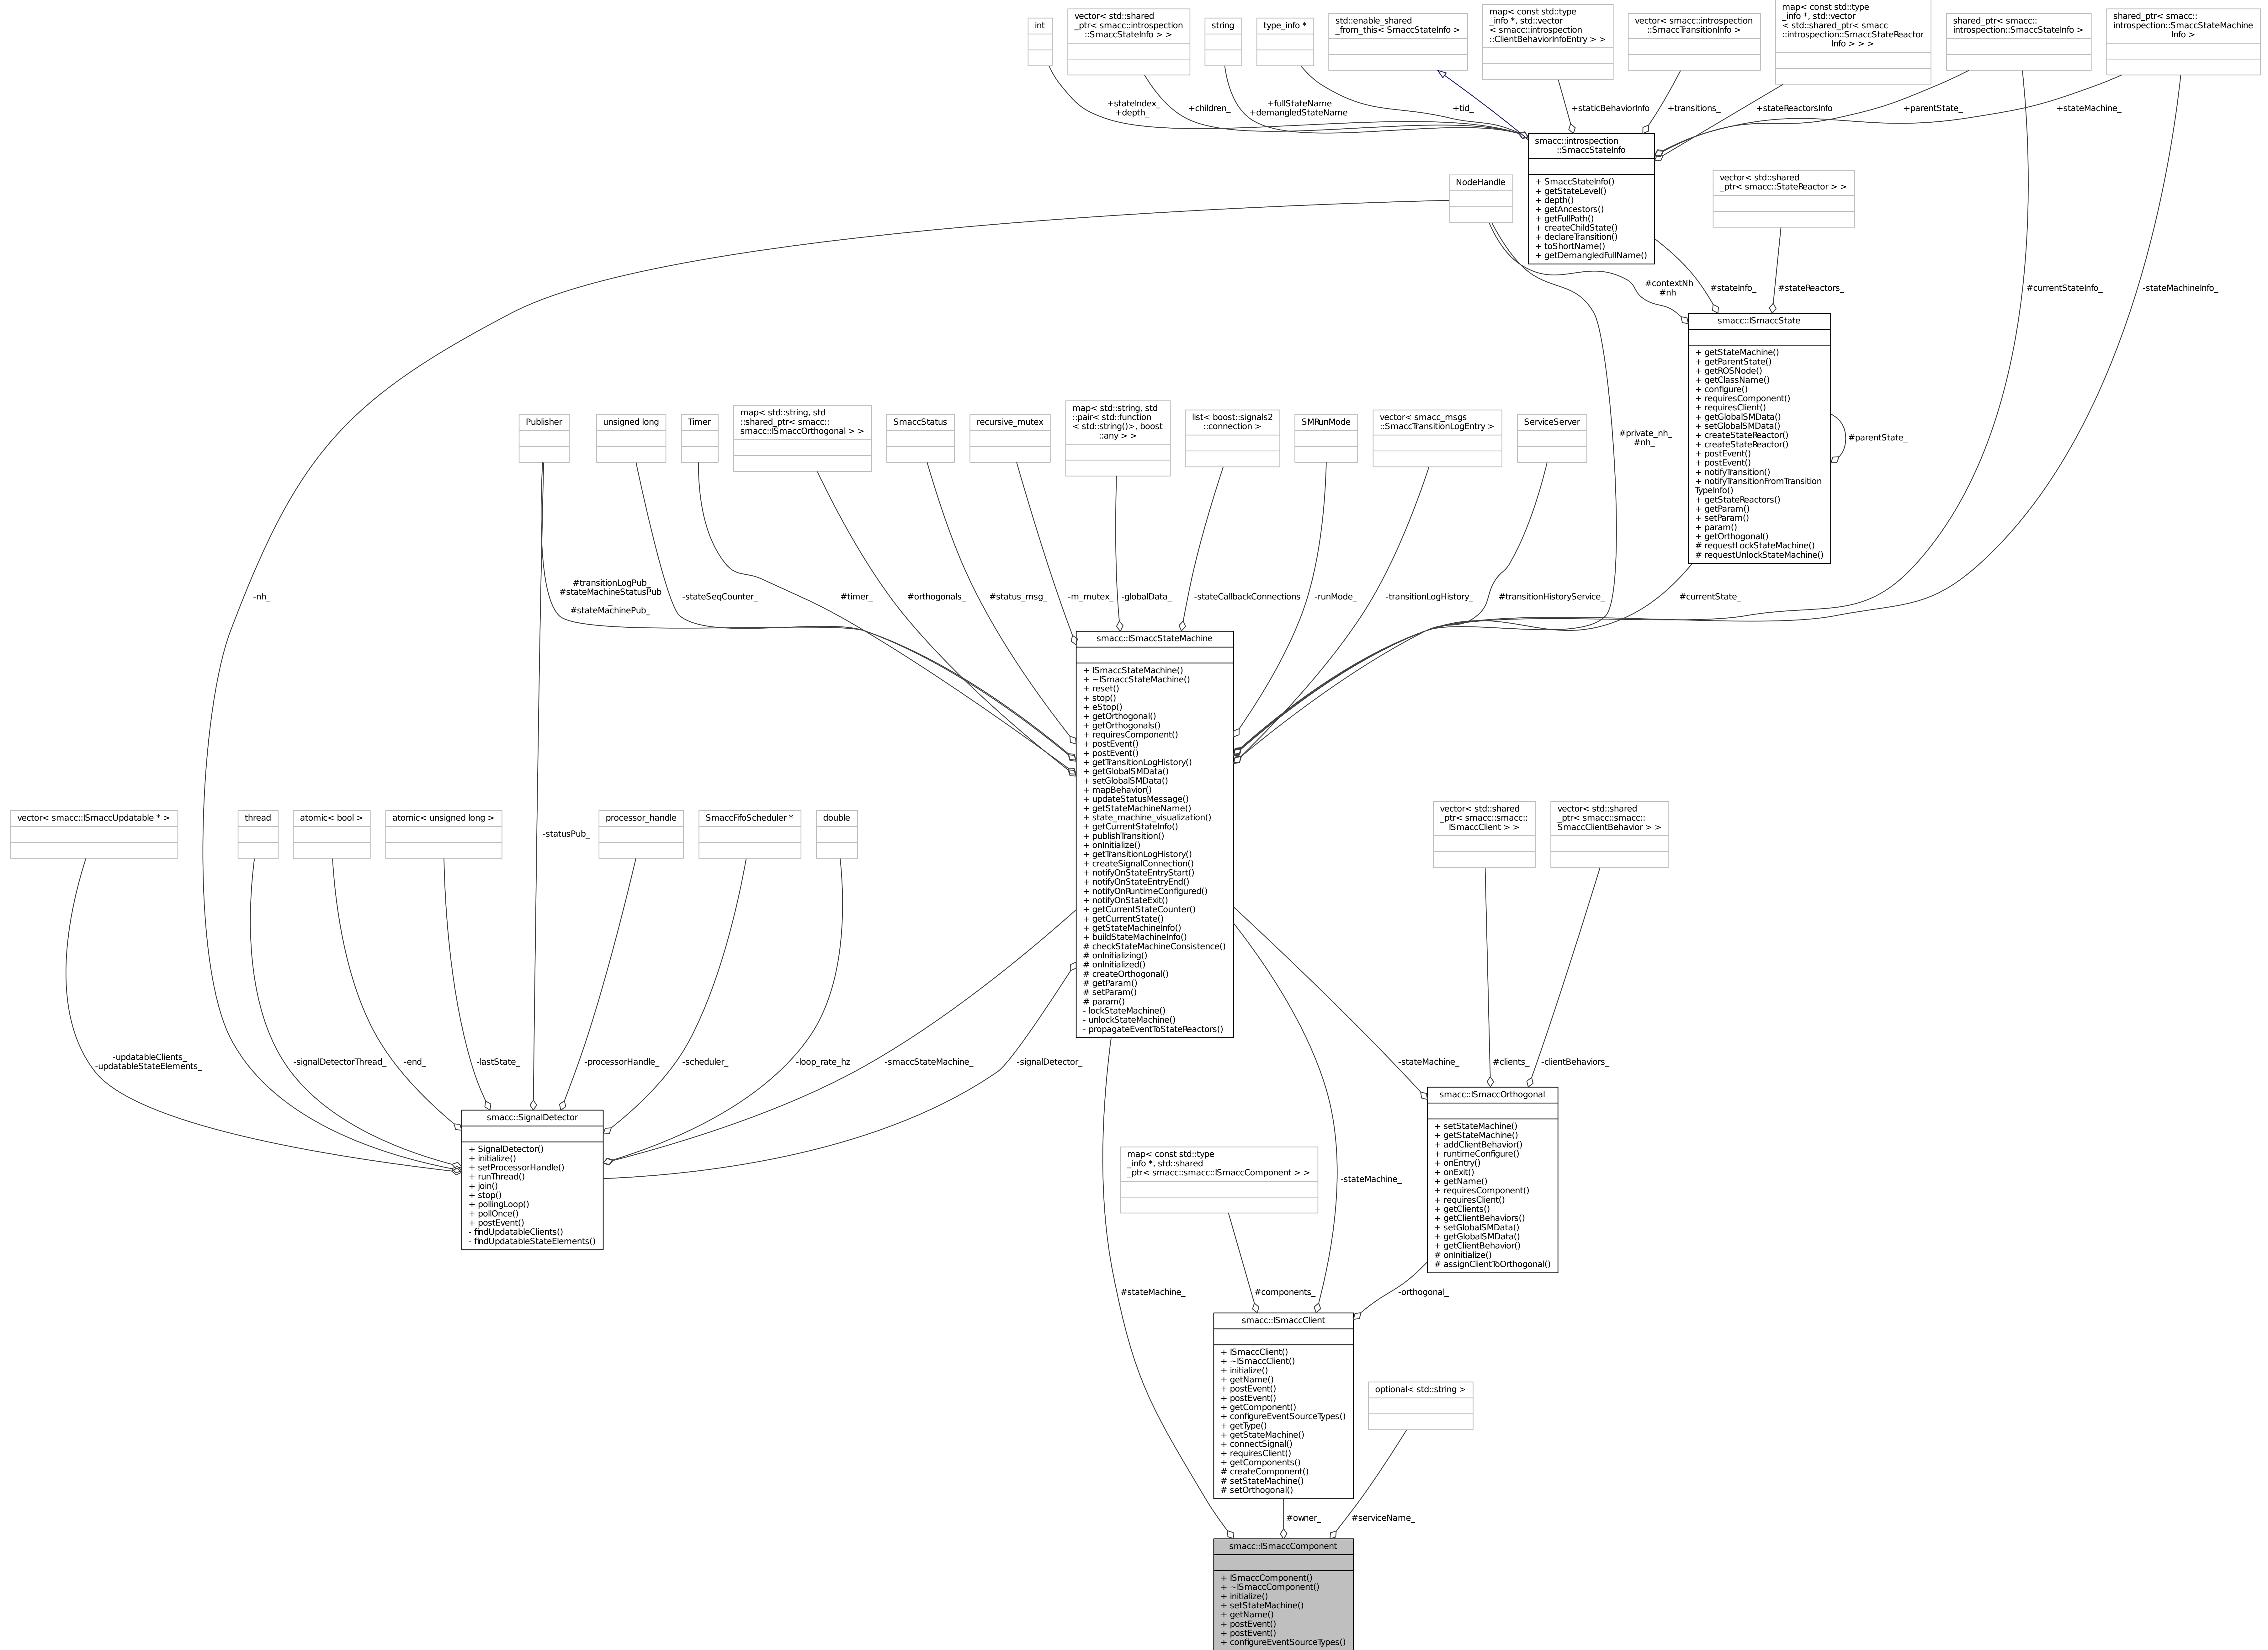 int
vector< std::shared
_ptr< smacc::introspection
::SmaccStateInfo > >
string
type_info *
std::enable_shared
_from_this< SmaccStateInfo >
map< const std::type
_info *, std::vector
< smacc::introspection
::ClientBehaviorInfoEntry > >
vector< smacc::introspection
::SmaccTransitionInfo >
map< const std::type
_info *, std::vector
< std::shared_ptr< smacc
::introspection::SmaccStateReactor
Info > > >
shared_ptr< smacc::
introspection::SmaccStateInfo >
shared_ptr< smacc::
introspection::SmaccStateMachine
Info >
+stateIndex_
+depth_
+children_
+fullStateName
+demangledStateName
+tid_
+staticBehaviorInfo
+transitions_
+stateReactorsInfo
+parentState_
+stateMachine_
smacc::introspection
::SmaccStateInfo
+ SmaccStateInfo()
+ getStateLevel()
+ depth()
+ getAncestors()
+ getFullPath()
+ createChildState()
+ declareTransition()
+ toShortName()
+ getDemangledFullName()
NodeHandle
vector< std::shared
_ptr< smacc::StateReactor > >
#contextNh
#nh
#stateInfo_
#stateReactors_
#currentStateInfo_
-stateMachineInfo_
smacc::ISmaccState
+ getStateMachine()
+ getParentState()
+ getROSNode()
+ getClassName()
+ configure()
+ requiresComponent()
+ requiresClient()
+ getGlobalSMData()
+ setGlobalSMData()
+ createStateReactor()
+ createStateReactor()
+ postEvent()
+ postEvent()
+ notifyTransition()
+ notifyTransitionFromTransition
TypeInfo()
+ getStateReactors()
+ getParam()
+ setParam()
+ param()
+ getOrthogonal()
# requestLockStateMachine()
# requestUnlockStateMachine()
#parentState_
Publisher
unsigned long
Timer
map< std::string, std
::shared_ptr< smacc::
smacc::ISmaccOrthogonal > >
SmaccStatus
recursive_mutex
map< std::string, std
::pair< std::function
< std::string()>, boost
::any > >
list< boost::signals2
::connection >
SMRunMode
vector< smacc_msgs
::SmaccTransitionLogEntry >
ServiceServer
#private_nh_
#nh_
-nh_
#transitionLogPub_
#stateMachineStatusPub
_
#stateMachinePub_
-stateSeqCounter_
#timer_
#orthogonals_
#status_msg_
-m_mutex_
-globalData_
-stateCallbackConnections
-runMode_
-transitionLogHistory_
#transitionHistoryService_
#currentState_
smacc::ISmaccStateMachine
+ ISmaccStateMachine()
+ ~ISmaccStateMachine()
+ reset()
+ stop()
+ eStop()
+ getOrthogonal()
+ getOrthogonals()
+ requiresComponent()
+ postEvent()
+ postEvent()
+ getTransitionLogHistory()
+ getGlobalSMData()
+ setGlobalSMData()
+ mapBehavior()
+ updateStatusMessage()
+ getStateMachineName()
+ state_machine_visualization()
+ getCurrentStateInfo()
+ publishTransition()
+ onInitialize()
+ getTransitionLogHistory()
+ createSignalConnection()
+ notifyOnStateEntryStart()
+ notifyOnStateEntryEnd()
+ notifyOnRuntimeConfigured()
+ notifyOnStateExit()
+ getCurrentStateCounter()
+ getCurrentState()
+ getStateMachineInfo()
+ buildStateMachineInfo()
# checkStateMachineConsistence()
# onInitializing()
# onInitialized()
# createOrthogonal()
# getParam()
# setParam()
# param()
- lockStateMachine()
- unlockStateMachine()
- propagateEventToStateReactors()
vector< smacc::ISmaccUpdatable * >
thread
atomic< bool >
atomic< unsigned long >
-statusPub_
processor_handle
SmaccFifoScheduler *
double
vector< std::shared
_ptr< smacc::smacc::
ISmaccClient > >
vector< std::shared
_ptr< smacc::smacc::
SmaccClientBehavior > >
-updatableClients_
-updatableStateElements_
-signalDetectorThread_
-end_
-lastState_
-processorHandle_
-scheduler_
-loop_rate_hz
-smaccStateMachine_
-signalDetector_
-stateMachine_
#clients_
-clientBehaviors_
smacc::SignalDetector
+ SignalDetector()
+ initialize()
+ setProcessorHandle()
+ runThread()
+ join()
+ stop()
+ pollingLoop()
+ pollOnce()
+ postEvent()
- findUpdatableClients()
- findUpdatableStateElements()
smacc::ISmaccOrthogonal
+ setStateMachine()
+ getStateMachine()
+ addClientBehavior()
+ runtimeConfigure()
+ onEntry()
+ onExit()
+ getName()
+ requiresComponent()
+ requiresClient()
+ getClients()
+ getClientBehaviors()
+ setGlobalSMData()
+ getGlobalSMData()
+ getClientBehavior()
# onInitialize()
# assignClientToOrthogonal()
map< const std::type
_info *, std::shared
_ptr< smacc::smacc::ISmaccComponent > >
-stateMachine_
#stateMachine_
#components_
-orthogonal_
smacc::ISmaccClient
+ ISmaccClient()
+ ~ISmaccClient()
+ initialize()
+ getName()
+ postEvent()
+ postEvent()
+ getComponent()
+ configureEventSourceTypes()
+ getType()
+ getStateMachine()
+ connectSignal()
+ requiresClient()
+ getComponents()
# createComponent()
# setStateMachine()
# setOrthogonal()
optional< std::string >
#owner_
#serviceName_
smacc::ISmaccComponent
+ ISmaccComponent()
+ ~ISmaccComponent()
+ initialize()
+ setStateMachine()
+ getName()
+ postEvent()
+ postEvent()
+ configureEventSourceTypes()